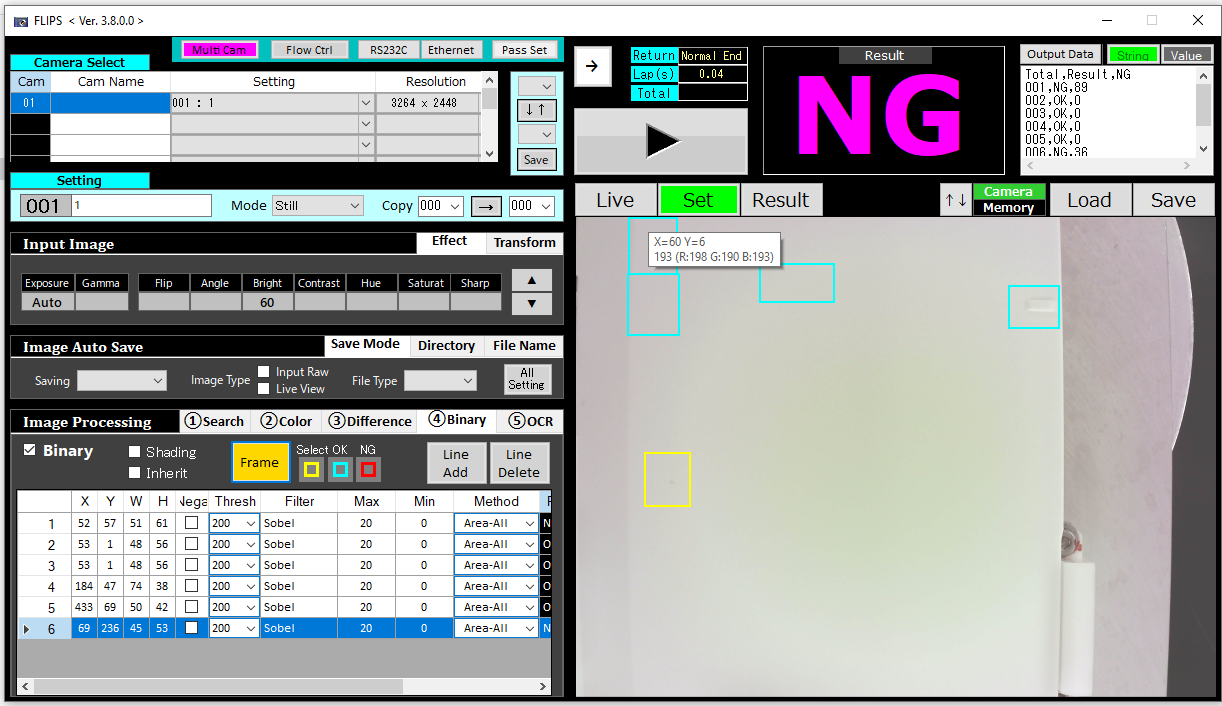 FLIPS < Ver. 3.8.0.0 >
Multi Cam Flow Ctrl RS232C Ethernet Pass Set
Camera Select
Cam Cam Name Setting Resolution
01 001 : 1 3264 x 2448
↓↑
Save
Setting
001 1 Mode Still Copy 000 → 000
Input Image Effect Transform
Exposure Gamma Flip Angle Bright Contrast Hue Saturat Sharp ▲
Auto 60 ▼
Image Auto Save Save Mode Directory File Name
Saving Image Type Input Raw File Type All
Live View Setting
Image Processing ①Search ②Color ③Difference ④Binary ⑤OCR
Binary Shading Frame Select OK NG Line Line
Inherit Add Delete
X Y W H Nega Thresh Filter Max Min Method
1 52 57 51 61 200 Sobel 20 0 Area-All N
2 53 1 48 56 200 Sobel 20 0 Area-All O
3 53 1 48 56 200 Sobel 20 0 Area-All O
4 184 47 74 38 200 Sobel 20 0 Area-All O
5 433 69 50 42 200 Sobel 20 0 Area-All O
6 69 236 45 53 200 Sobel 20 0 Area-All N
→
Return Normal End
Lap(s) 0.04
Total
Result
NG
Output Data String Value
Total,Result,NG
001,NG,89
002,OK,0
003,OK,0
004,OK,0
005,OK,0
006,NG,36
Live Set Result ↑↓ Camera Load Save
Memory
X=60 Y=6
193 (R:198 G:190 B:193)